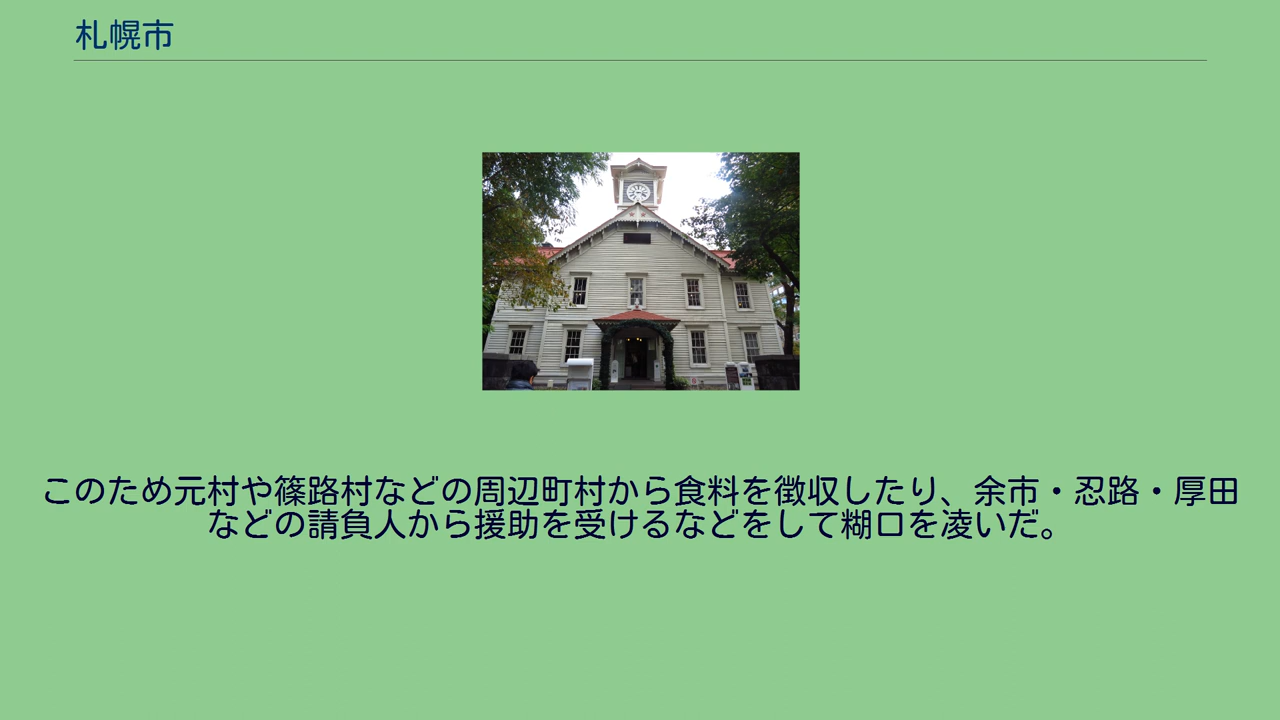 札幌市
このため元村や篠路村などの周辺町村から食料を徴収したり、余市・忍路・厚田
などの請負人から援助を受けるなどをして糊口を凌いだ。